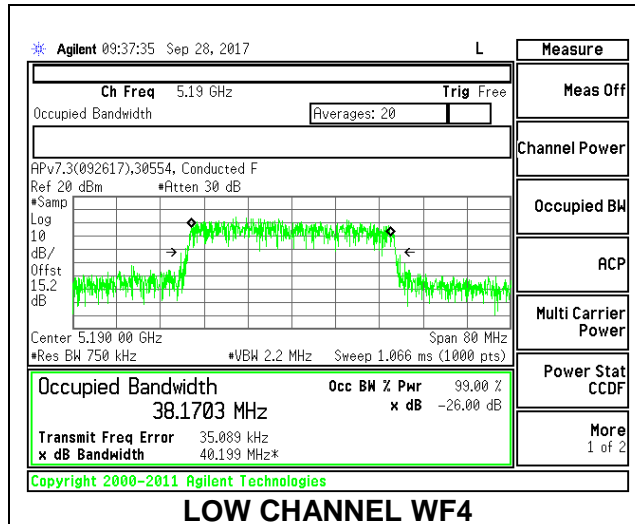 Agilent 09:37:35 Sep 28, 2017 L
Measure
Ch Freq 5.19 GHz Trig Free
Occupied Bandwidth Averages: 20
Meas Off
Channel Power
APv7.3(092617),30554, Conducted F
Ref 20 dBm #Atten 30 dB
#Samp
Log
10
dB/
Offst
15.2
dB
Occupied BW
ACP
Center 5.190 00 GHz Span 80 MHz
#Res BW 750 kHz #VBW 2.2 MHz Sweep 1.066 ms (1000 pts)
Multi Carrier
Power
Occupied Bandwidth Occ BW % Pwr 99.00 %
38.1703 MHz x dB -26.00 dB
Transmit Freq Error 35.089 kHz
x dB Bandwidth 40.199 MHz*
Power Stat
CCDF
More
1 of 2
Copyright 2000-2011 Agilent Technologies
LOW CHANNEL WF4